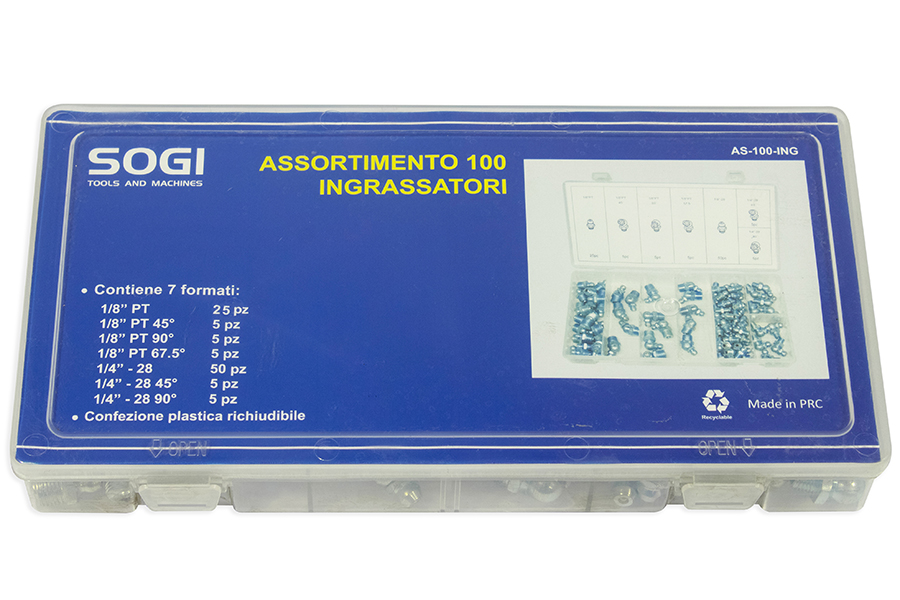 SOGI
TOOLS AND MACHINES
ASSORTIMENTO 100
INGRASSATORI
AS-100-ING
• Contiene 7 formati:
1/8” PT 25 pz
1/8” PT 45° 5 pz
1/8” PT 90° 5 pz
1/8” PT 67.5° 5 pz
1/4” - 28 50 pz
1/4” - 28 45° 5 pz
1/4” - 28 90° 5 pz
• Confezione plastica richiudibile
Recyclable
Made in PRC
OPEN
OPEN